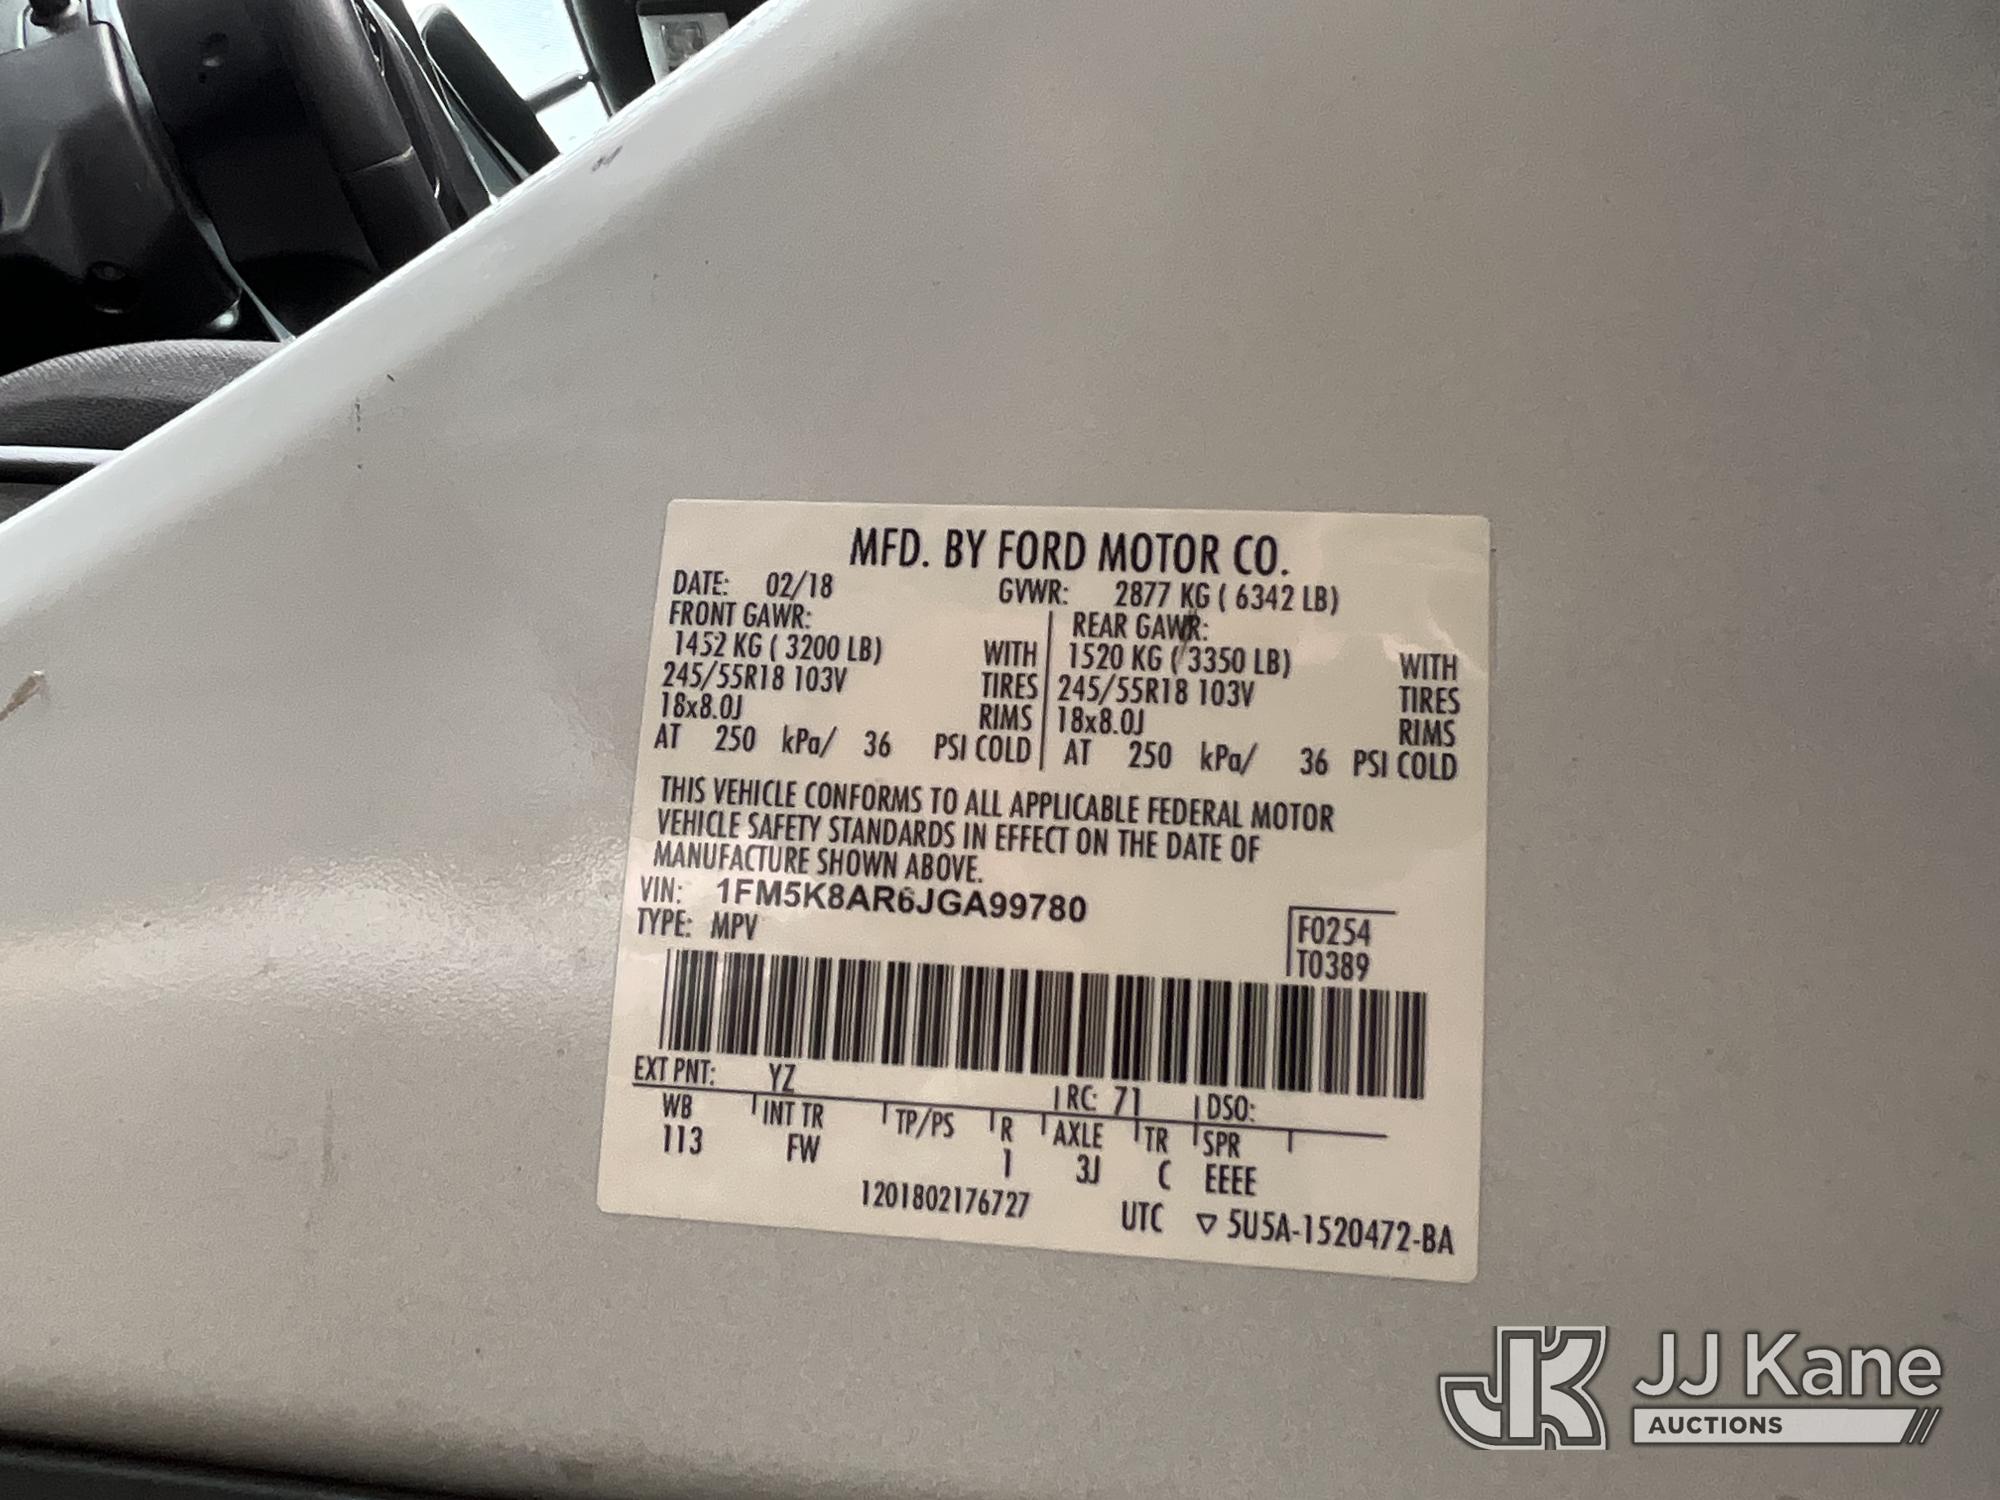 MFD. BY FORD MOTOR CO.
DATE: 02/18 GVWR: 2877 KG ( 6342 LB)
FRONT GAWR: REAR GAWR:
1452 KG ( 3200 LB) WITH 1520 KG ( 3350 LB) WITH
245/55R18 103V TIRES 245/55R18 103V TIRES
18x8.0J RIMS 18x8.0J RIMS
AT 250 kPa/ 36 PSI COLD AT 250 kPa/ 36 PSI COLD
THIS VEHICLE CONFORMS TO ALL APPLICABLE FEDERAL MOTOR
VEHICLE SAFETY STANDARDS IN EFFECT ON THE DATE OF
MANUFACTURE SHOWN ABOVE.
VIN: 1FM5K8AR6JGA99780
TYPE: MPV
F0254
T0389
EXT PNT: YZ RC: 71 DSO:
WB INT TR TP/PS R AXLE TR SPR
113 FW 1 3J C EEEE
1201802176727 UTC ▽ 5U5A-1520472-BA
JK JJ Kane
AUCTIONS